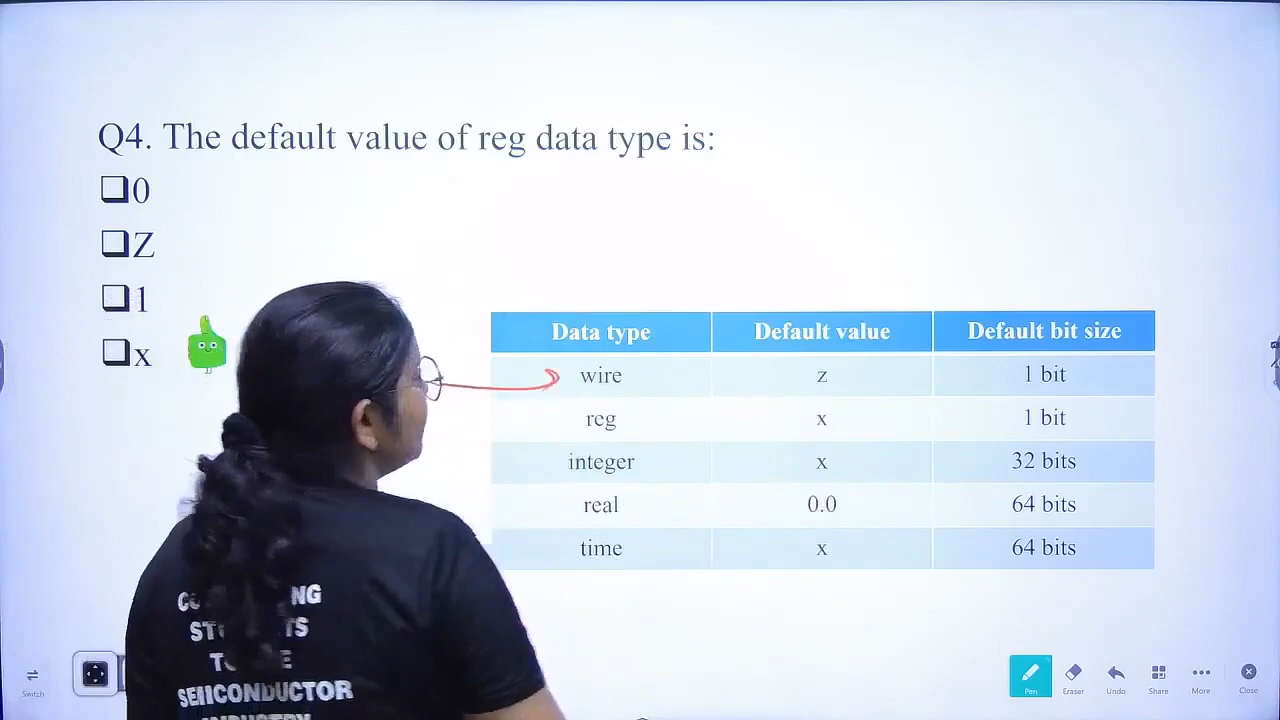 Q4. The default value of reg data type is:
0
Z
1
x
Data type Default value Default bit size
wire z 1 bit
reg x 1 bit
integer x 32 bits
real 0.0 64 bits
time x 64 bits
SEMICONDUCTOR
INDUSTRY
Switch
Pen Eraser Undo Share More Close